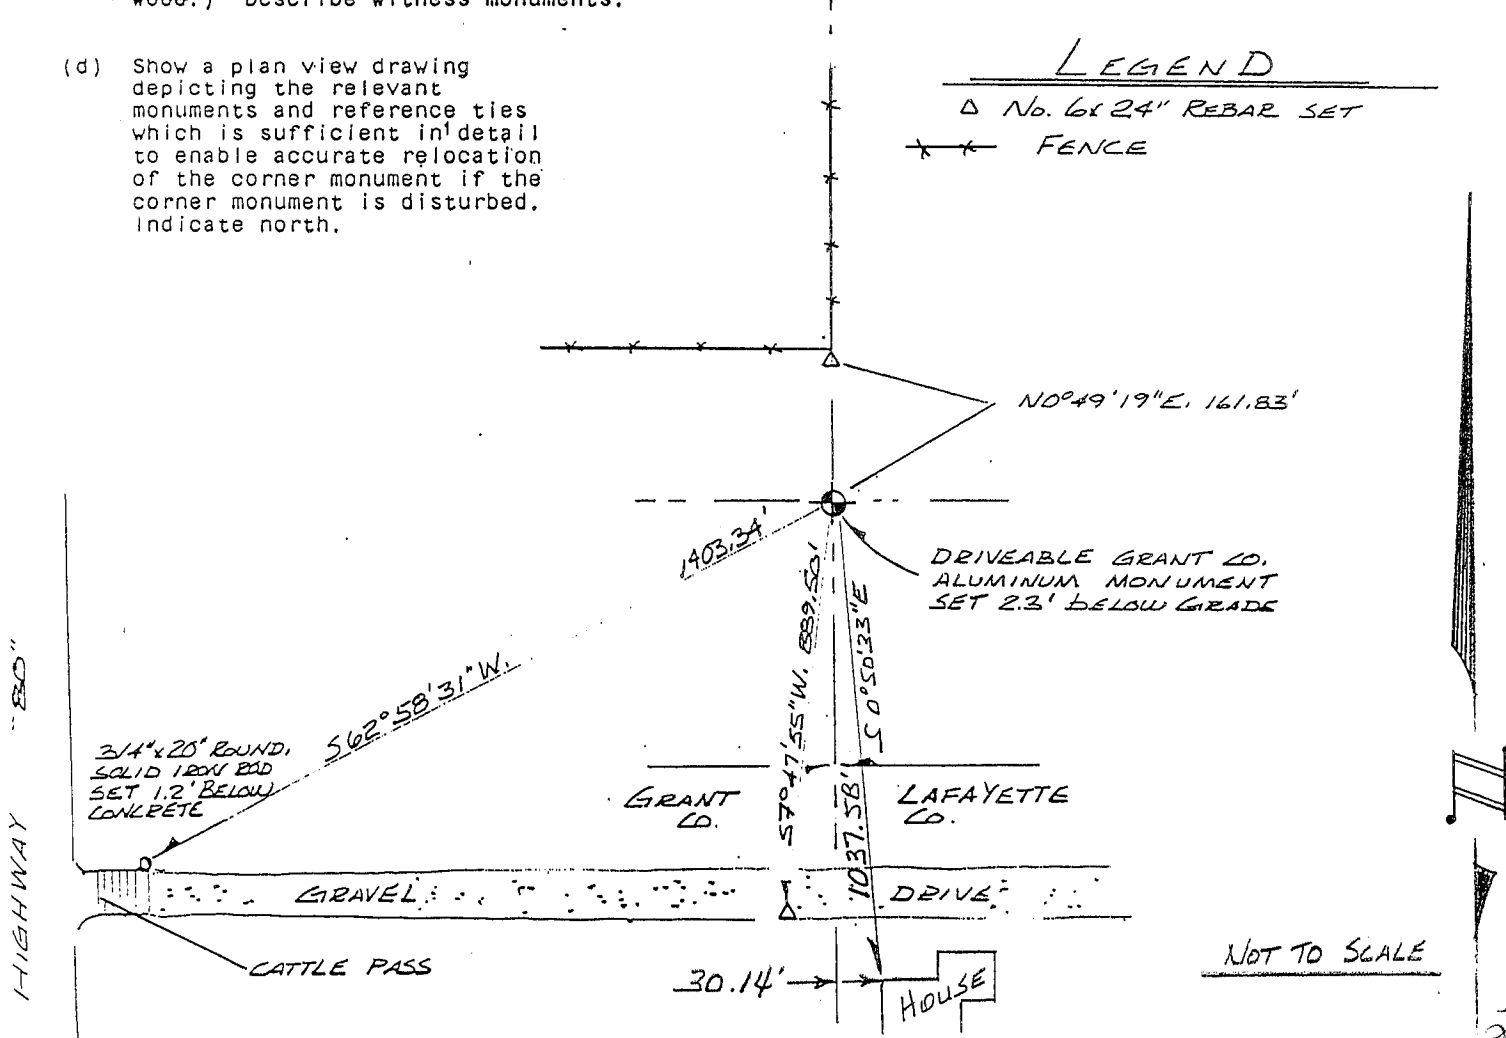 wood.) Describe witness monuments.
(d) Show a plan view drawing
depicting the relevant
monuments and reference ties
which is sufficient in detail
to enable accurate relocation
of the corner monument if the
corner monument is disturbed.
Indicate north.
LEGEND
△ No. 6x24" REBAR SET
FENCE
N0°49'19"E. 161.83'
1403.34'
S62°58'31"W.
DRIVEABLE GRANT CO.
ALUMINUM MONUMENT
SET 2.3' BELOW GRADE
S7°47'55"W. 889.50'
S0°50'33"E
1037.58'
HIGHWAY "80"
3/4"x20" ROUND,
SOLID IRON ROD
SET 1.2' BELOW
CONCRETE
GRANT
CO.
LAFAYETTE
CO.
GRAVEL DRIVE
CATTLE PASS
30.14'
HOUSE
N
NOT TO SCALE